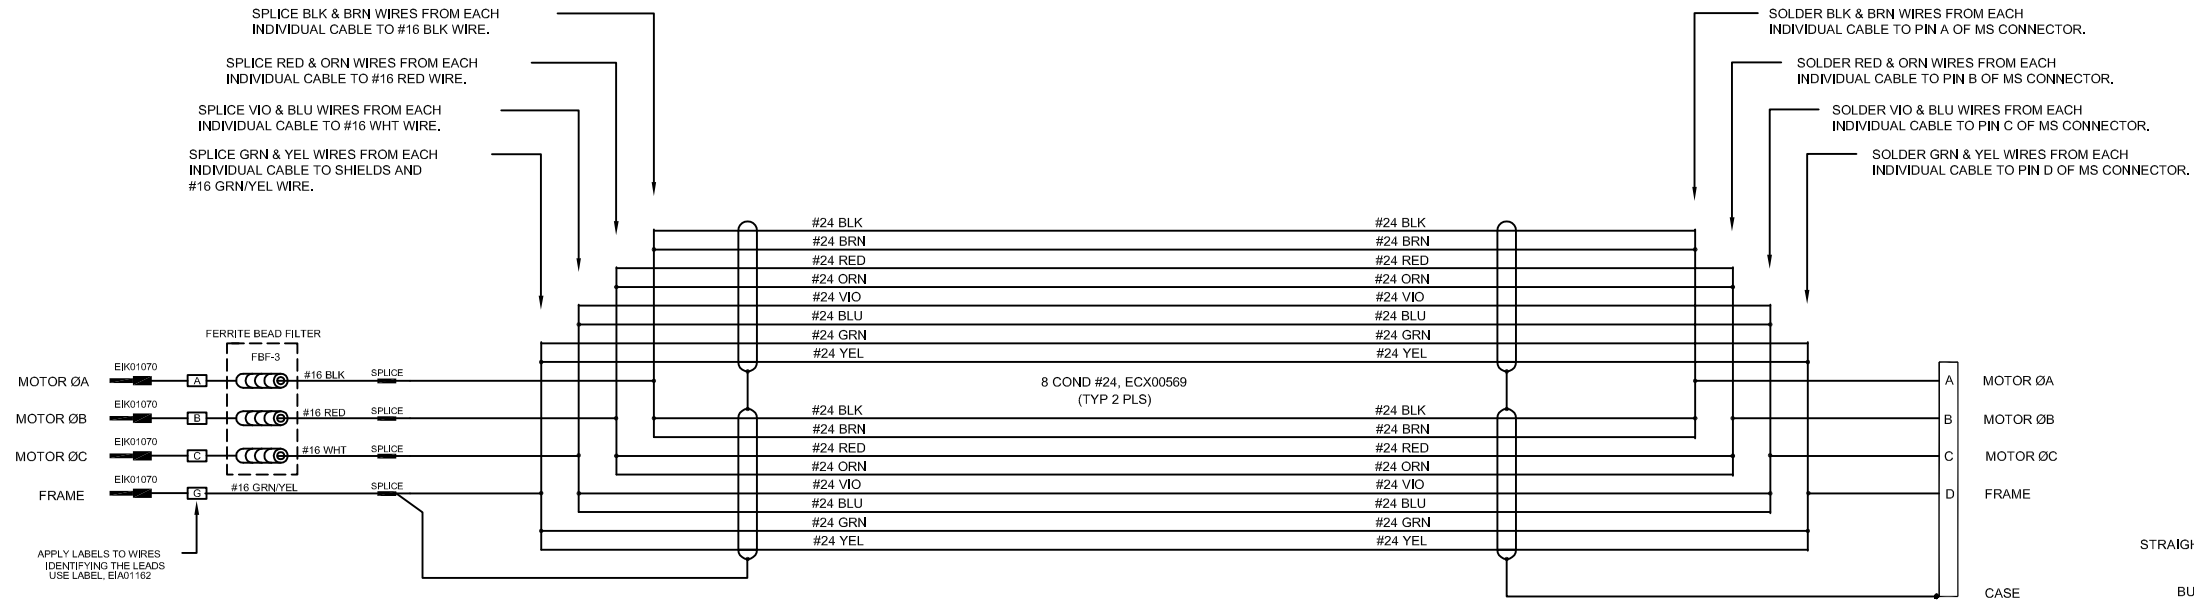 SPLICE BLK & BRN WIRES FROM EACH
INDIVIDUAL CABLE TO #16 BLK WIRE.
SPLICE RED & ORN WIRES FROM EACH
INDIVIDUAL CABLE TO #16 RED WIRE.
SPLICE VIO & BLU WIRES FROM EACH
INDIVIDUAL CABLE TO #16 WHT WIRE.
SPLICE GRN & YEL WIRES FROM EACH
INDIVIDUAL CABLE TO SHIELDS AND
#16 GRN/YEL WIRE.
SOLDER BLK & BRN WIRES FROM EACH
INDIVIDUAL CABLE TO PIN A OF MS CONNECTOR.
SOLDER RED & ORN WIRES FROM EACH
INDIVIDUAL CABLE TO PIN B OF MS CONNECTOR.
SOLDER VIO & BLU WIRES FROM EACH
INDIVIDUAL CABLE TO PIN C OF MS CONNECTOR.
SOLDER GRN & YEL WIRES FROM EACH
INDIVIDUAL CABLE TO PIN D OF MS CONNECTOR.
#24 BLK #24 BLK
#24 BRN #24 BRN
#24 RED #24 RED
#24 ORN #24 ORN
#24 VIO #24 VIO
#24 BLU #24 BLU
#24 GRN #24 GRN
#24 YEL #24 YEL
8 COND #24, ECX00569
(TYP 2 PLS)
#24 BLK #24 BLK
#24 BRN #24 BRN
#24 RED #24 RED
#24 ORN #24 ORN
#24 VIO #24 VIO
#24 BLU #24 BLU
#24 GRN #24 GRN
#24 YEL #24 YEL
FERRITE BEAD FILTER
FBF-3
MOTOR ØA EIK01070 A #16 BLK SPLICE
MOTOR ØB EIK01070 B #16 RED SPLICE
MOTOR ØC EIK01070 C #16 WHT SPLICE
FRAME EIK01070 G #16 GRN/YEL SPLICE
APPLY LABELS TO WIRES
IDENTIFYING THE LEADS
USE LABEL, EIA01162
A MOTOR ØA
B MOTOR ØB
C MOTOR ØC
D FRAME
CASE
STRAIGH
BU